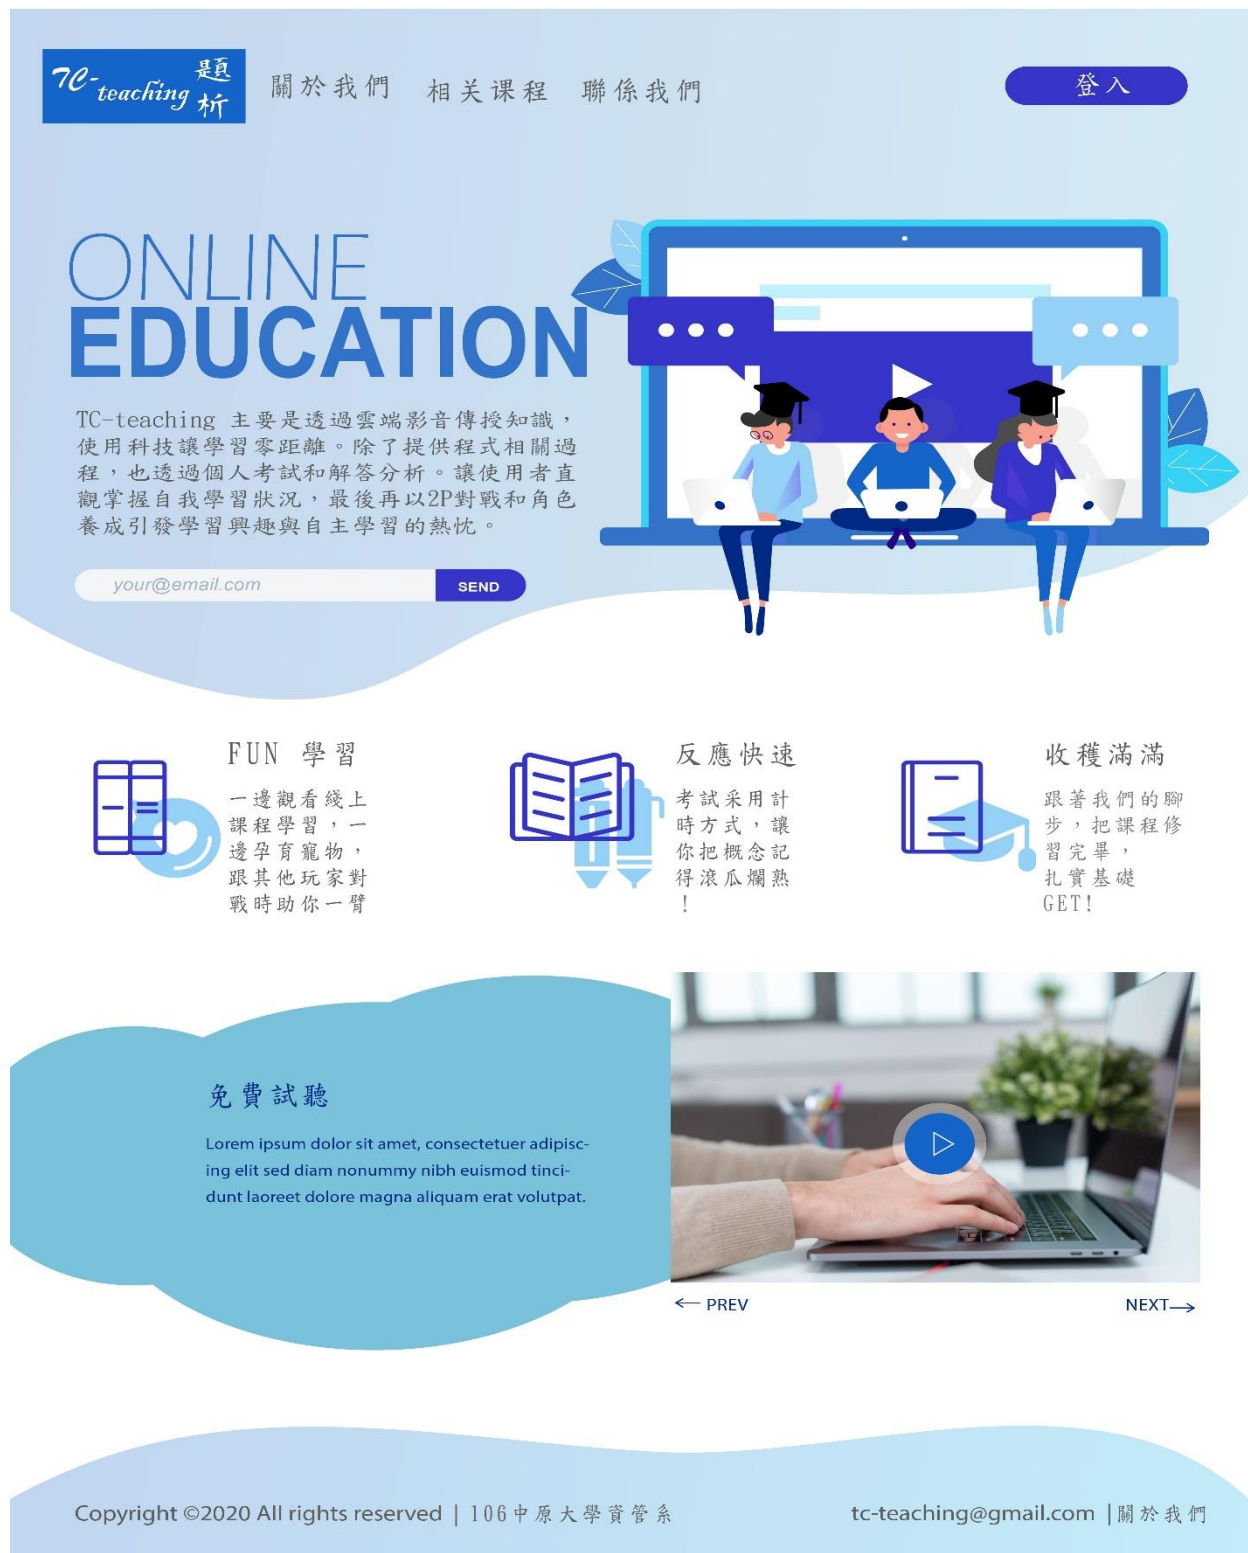 TC-teaching 題析
關於我們 相关课程 聯係我們
登入
ONLINE
EDUCATION
TC-teaching 主要是透過雲端影音傳授知識，
使用科技讓學習零距離。除了提供程式相關過
程，也透過個人考試和解答分析。讓使用者直
觀掌握自我學習狀況，最後再以2P對戰和角色
養成引發學習興趣與自主學習的熱忱。
your@email.com
SEND
FUN 學習
一邊觀看綫上
課程學習，一
邊孕育寵物，
跟其他玩家對
戰時助你一臂
反應快速
考試采用計
時方式，讓
你把概念記
得滾瓜爛熟
！
收穫滿滿
跟著我們的腳
步，把課程修
習完畢，
扎實基礎
GET!
免費試聽
Lorem ipsum dolor sit amet, consectetuer adipisc-
ing elit sed diam nonummy nibh euismod tinci-
dunt laoreet dolore magna aliquam erat volutpat.
← PREV
NEXT→
Copyright ©2020 All rights reserved | 106中原大學資管系
tc-teaching@gmail.com |關於我們